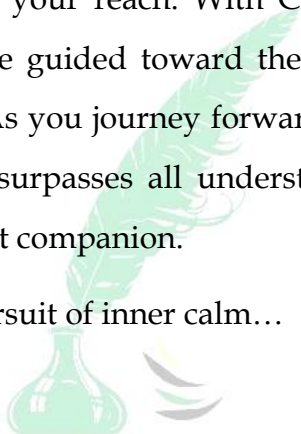 your reach. With C
e guided toward the
As you journey forwar
surpasses all underst
t companion.
rsuit of inner calm…